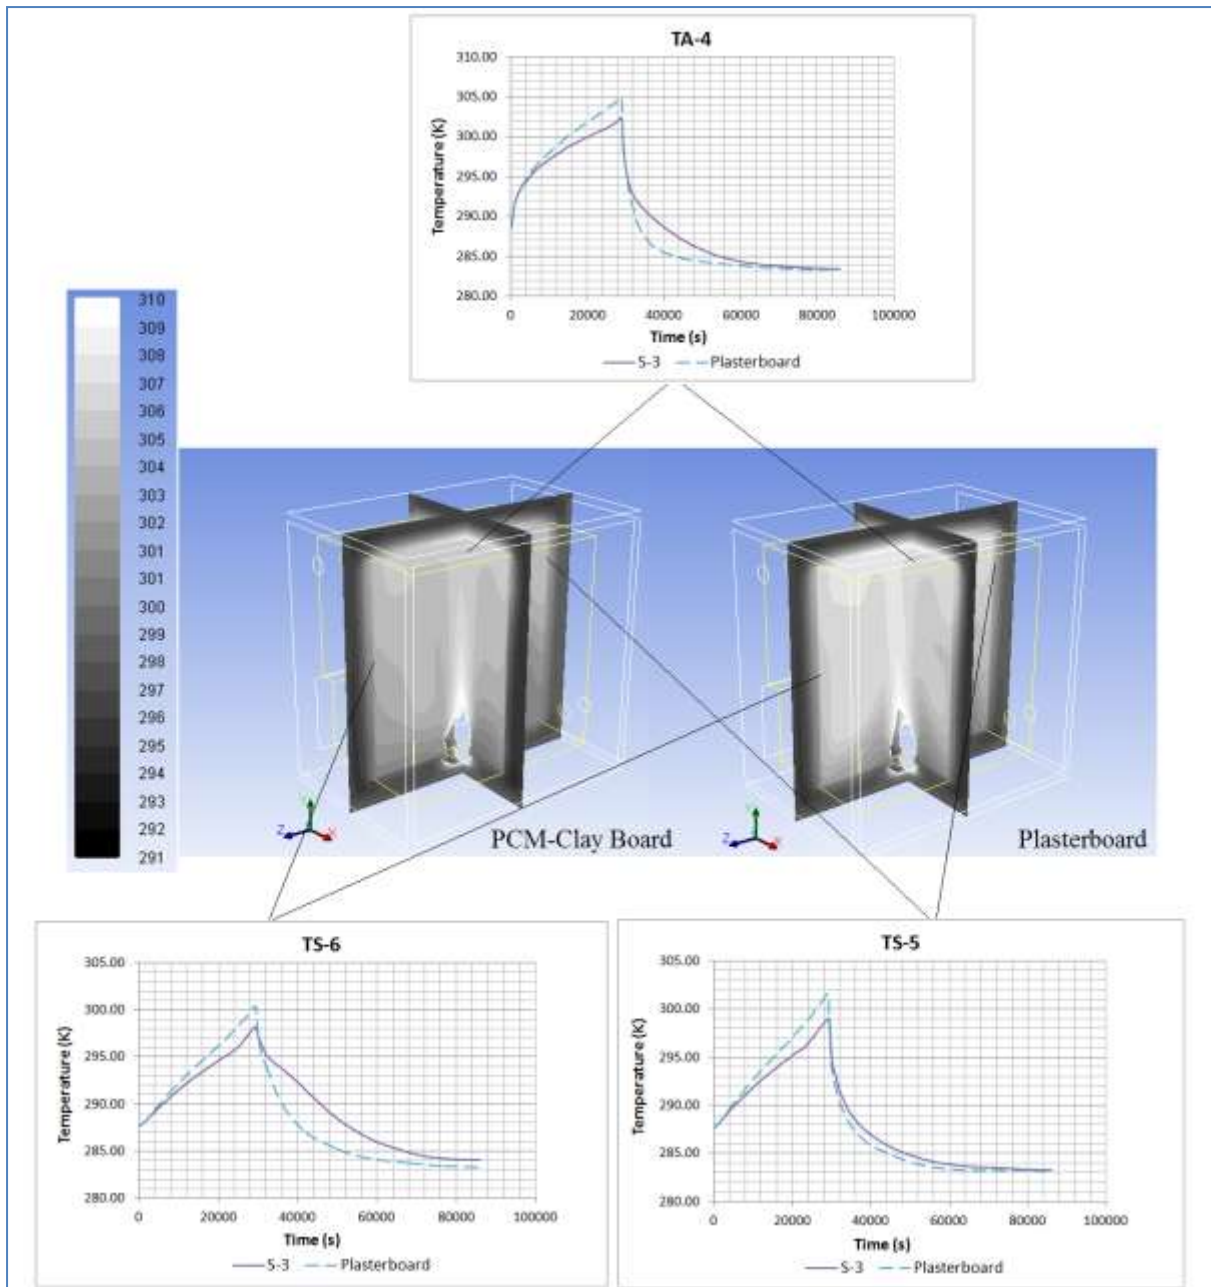 TA-4
310.00
305.00
300.00
295.00
290.00
285.00
280.00
Temperature (K)
0 20000 40000 60000 80000 100000
Time (s)
S-3 Plasterboard
310
309
308
307
306
305
304
303
302
301
301
300
299
298
297
296
295
294
293
292
291
Y
Z X
PCM-Clay Board
Y
Z X
Plasterboard
TS-6
305.00
300.00
295.00
290.00
285.00
280.00
Temperature (K)
0 20000 40000 60000 80000 100000
Time (s)
S-3 Plasterboard
TS-5
305.00
300.00
295.00
290.00
285.00
280.00
Temperature (K)
0 20000 40000 60000 80000 100000
Time (s)
S-3 Plasterboard